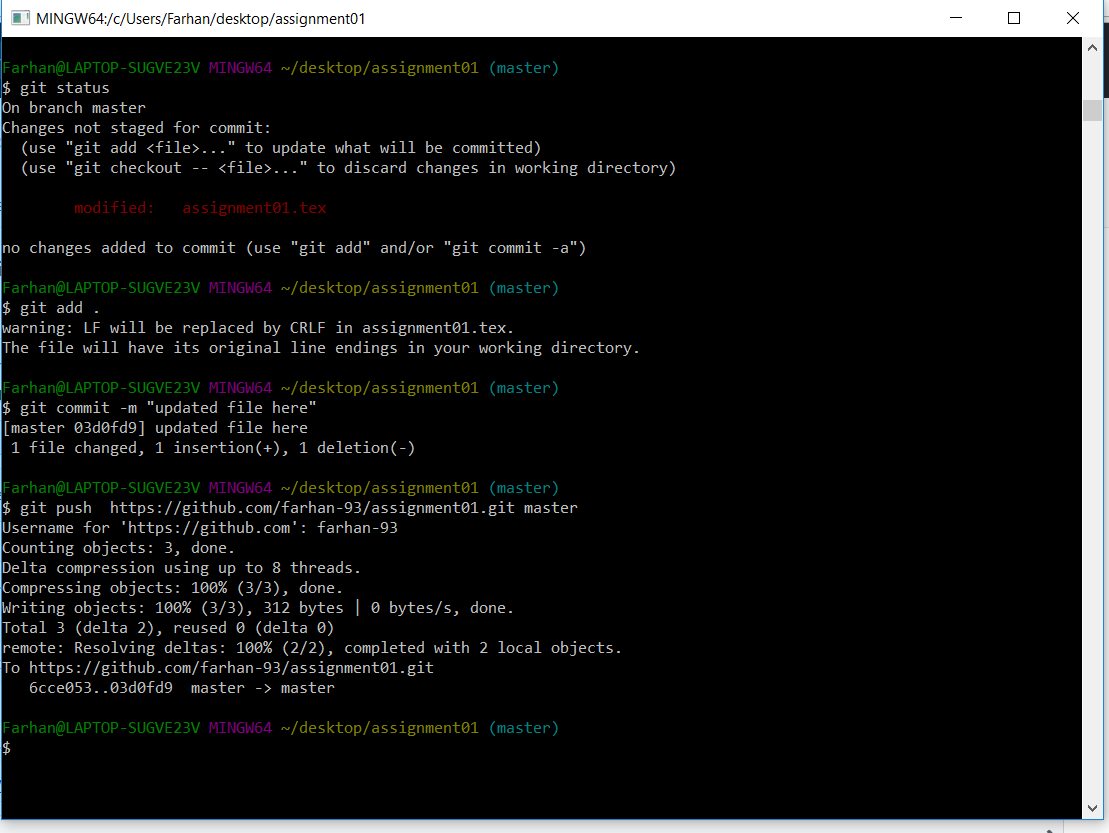 MINGW64:/c/Users/Farhan/desktop/assignment01
Farhan@LAPTOP-SUGVE23V MINGW64 ~/desktop/assignment01 (master)
$ git status
On branch master
Changes not staged for commit:
  (use "git add <file>..." to update what will be committed)
  (use "git checkout -- <file>..." to discard changes in working directory)
        modified:   assignment01.tex
no changes added to commit (use "git add" and/or "git commit -a")
Farhan@LAPTOP-SUGVE23V MINGW64 ~/desktop/assignment01 (master)
$ git add .
warning: LF will be replaced by CRLF in assignment01.tex.
The file will have its original line endings in your working directory.
Farhan@LAPTOP-SUGVE23V MINGW64 ~/desktop/assignment01 (master)
$ git commit -m "updated file here"
[master 03d0fd9] updated file here
 1 file changed, 1 insertion(+), 1 deletion(-)
Farhan@LAPTOP-SUGVE23V MINGW64 ~/desktop/assignment01 (master)
$ git push  https://github.com/farhan-93/assignment01.git master
Username for 'https://github.com': farhan-93
Counting objects: 3, done.
Delta compression using up to 8 threads.
Compressing objects: 100% (3/3), done.
Writing objects: 100% (3/3), 312 bytes | 0 bytes/s, done.
Total 3 (delta 2), reused 0 (delta 0)
remote: Resolving deltas: 100% (2/2), completed with 2 local objects.
To https://github.com/farhan-93/assignment01.git
   6cce053..03d0fd9  master -> master
Farhan@LAPTOP-SUGVE23V MINGW64 ~/desktop/assignment01 (master)
$